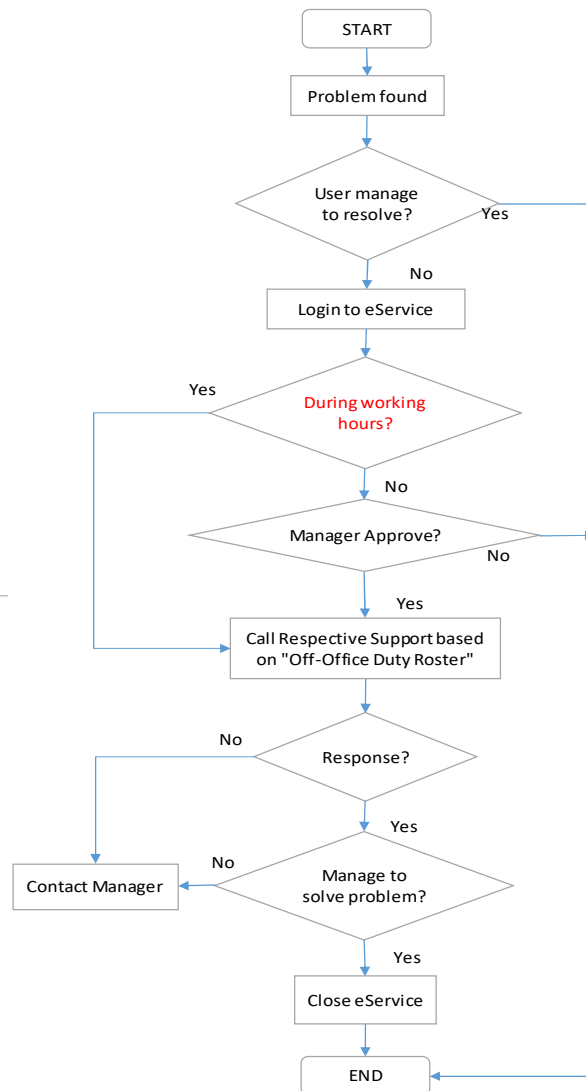 START
Problem found
User manage
to resolve?
Yes
No
Login to eService
Yes
During working
hours?
No
Manager Approve?
No
Yes
Call Respective Support based
on "Off-Office Duty Roster"
No
Response?
Yes
No
Manage to
solve problem?
Contact Manager
Yes
Close eService
END